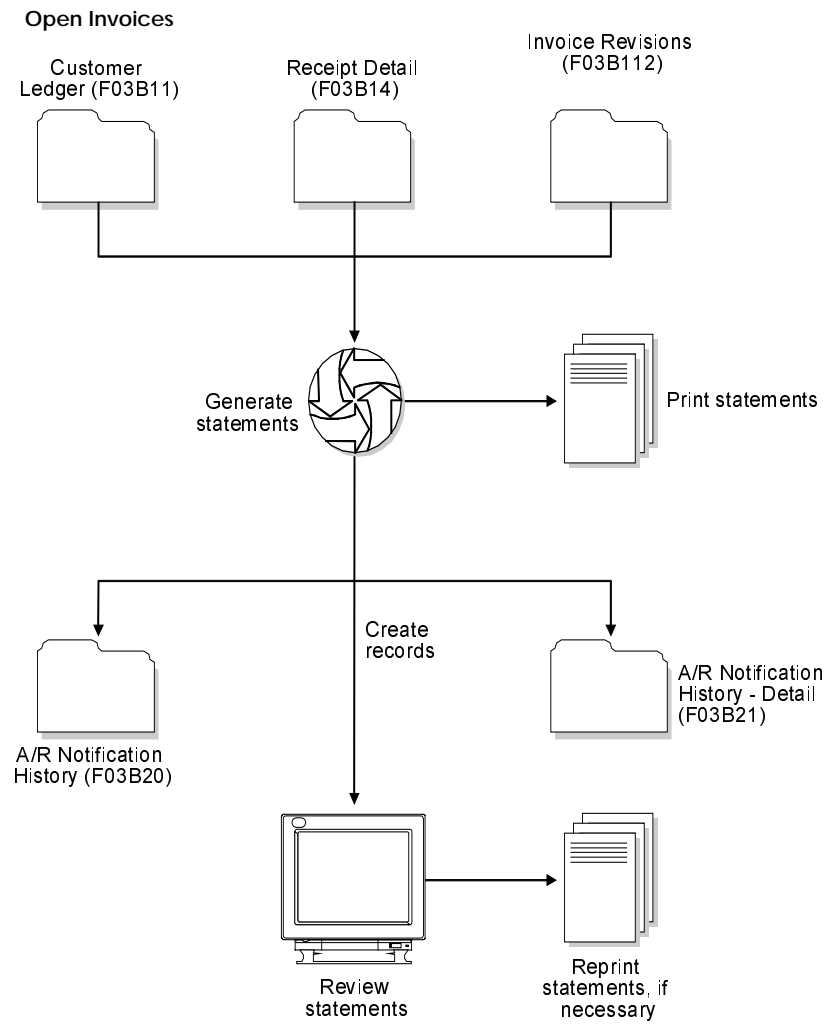 Open Invoices
Customer
Ledger (F03B11)
Receipt Detail
(F03B14)
Invoice Revisions
(F03B112)
Generate
statements
Print statements
Create
records
A/R Notification
History (F03B20)
A/R Notification
History - Detail
(F03B21)
Review
statements
Reprint
statements, if
necessary